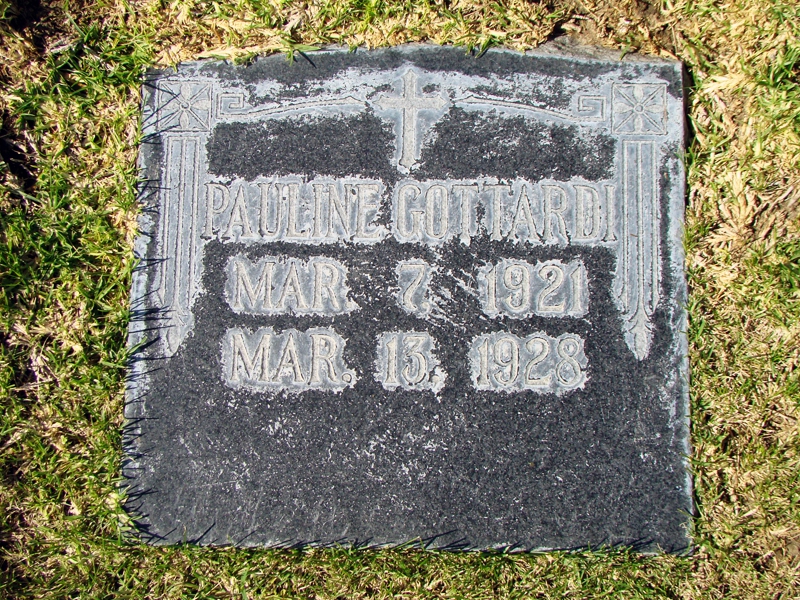 PAULINE GOTTARDI
MAR. 7, 1921
MAR. 13, 1928